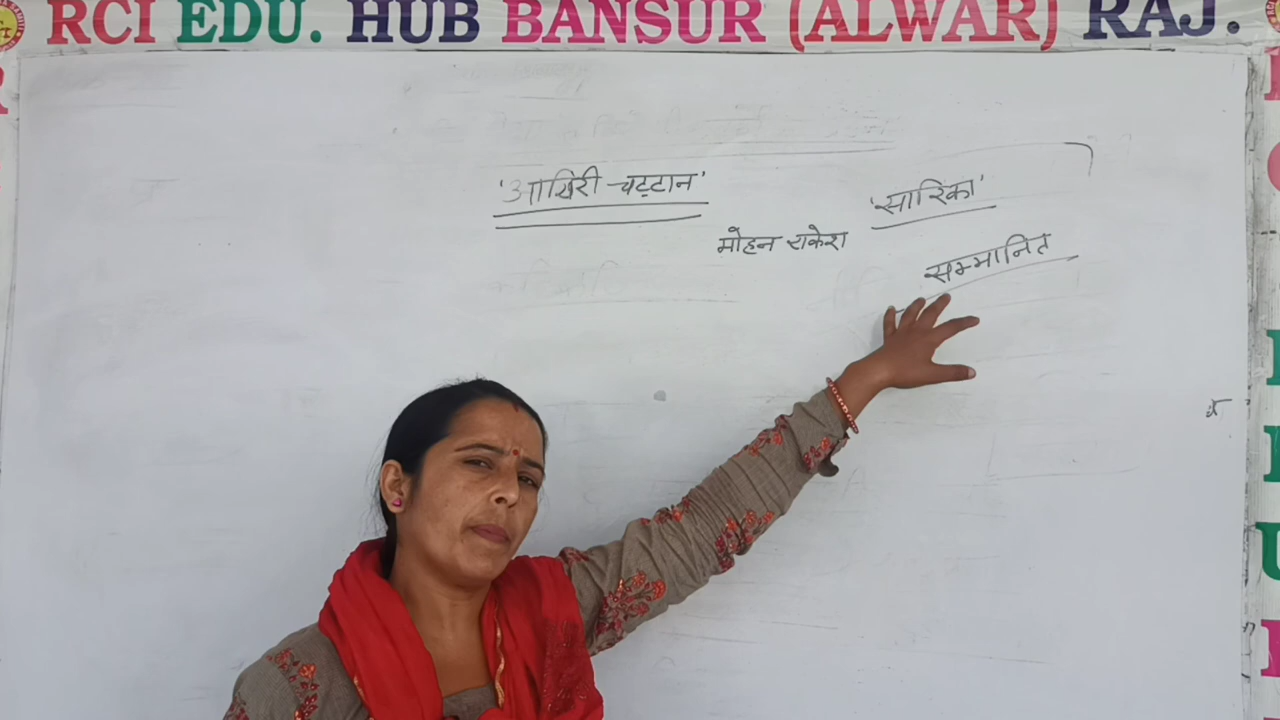 RCI EDU. HUB BANSUR (ALWAR) RAJ.
'आखिरी चट्टान'
'सारिका'
मोहन राकेश
सम्मानित